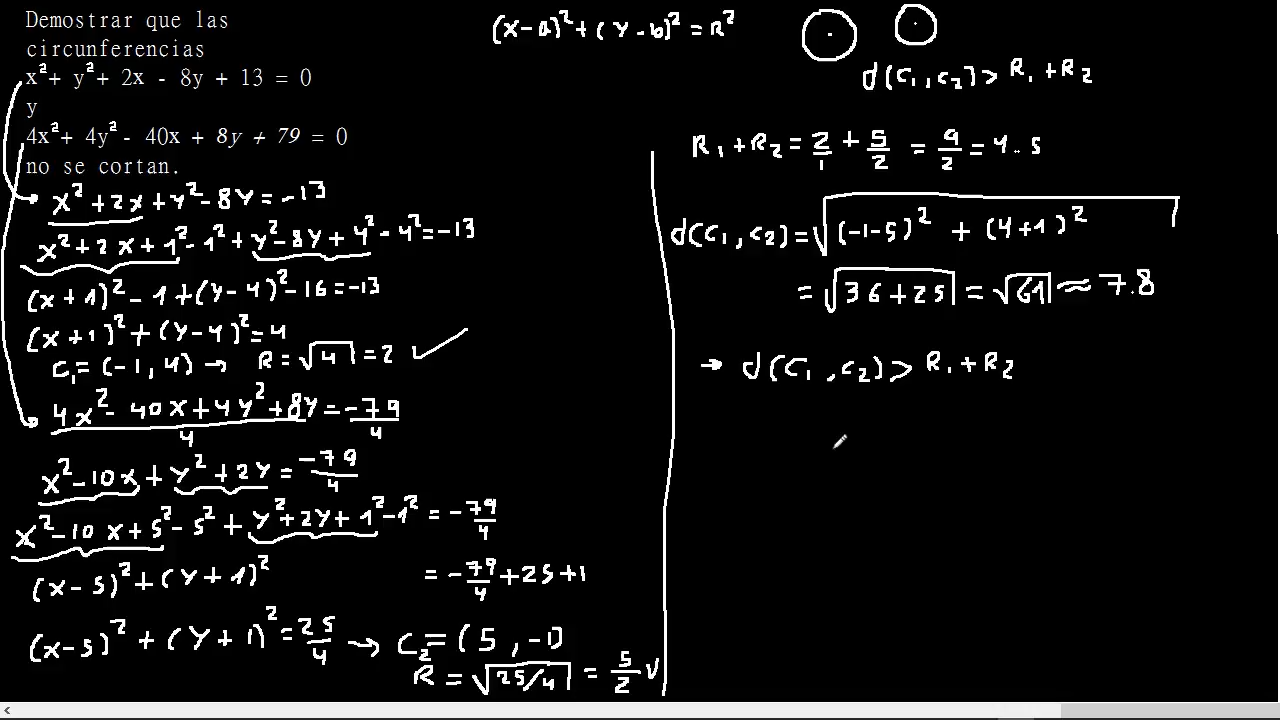 Demostrar que las
circunferencias
x²+ y²+ 2x - 8y + 13 = 0
y
4x²+ 4y²- 40x + 8y + 79 = 0
no se cortan.
x² + 2x + y² - 8y = -13
x² + 2x + 1² - 1² + y² - 8y + 4² - 4² = -13
(x+1)² - 1 + (y-4)² - 16 = -13
(x+1)² + (y-4)² = 4
C₁ = (-1, 4) → R = √4 = 2 ✓
4x² - 40x + 4y² + 8y = -79
4 4
x² - 10x + y² + 2y = -79/4
x² - 10x + 5² - 5² + y² + 2y + 1² - 1² = -79/4
(x-5)² + (y+1)² = -79/4 + 25 + 1
(x-5)² + (y+1)² = 25/4 → C₂ = (5, -1)
R = √25/4 = 5/2 ✓
(x-a)² + (y-b)² = R²
d(C₁, C₂) > R₁ + R₂
R₁ + R₂ = 2/1 + 5/2 = 9/2 = 4.5
d(C₁, C₂) = √(-1-5)² + (4+1)²
= √36+25 = √61 ≈ 7.8
→ d(C₁, C₂) > R₁ + R₂